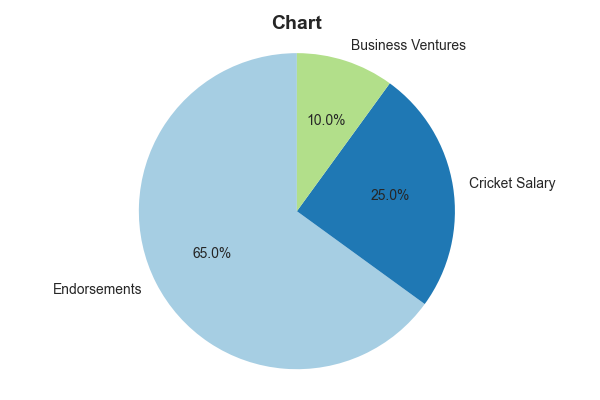 Chart
Business Ventures
10.0%
Cricket Salary
25.0%
65.0%
Endorsements